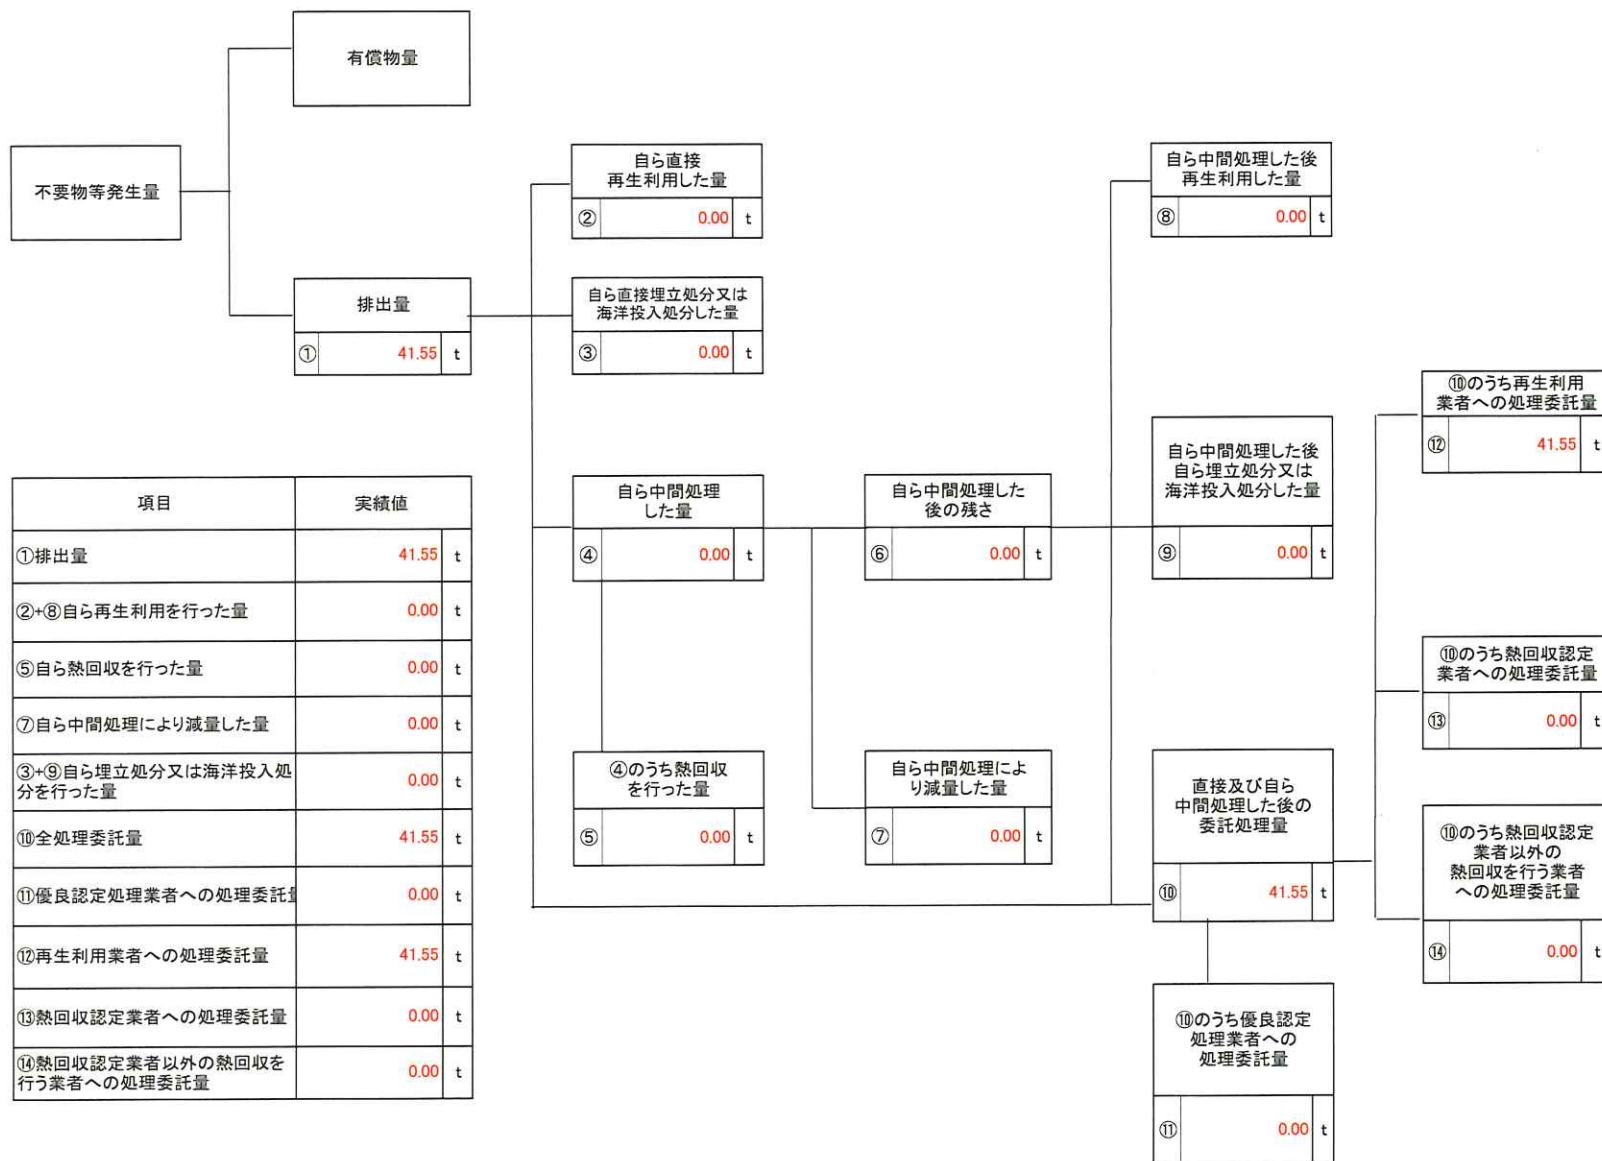 有償物量
不要物等発生量
排出量
① 41.55 t
自ら直接
再生利用した量
② 0.00 t
自ら直接埋立処分又は
海洋投入処分した量
③ 0.00 t
自ら中間処理
した量
④ 0.00 t
④のうち熱回収
を行った量
⑤ 0.00 t
自ら中間処理した
後の残さ
⑥ 0.00 t
自ら中間処理によ
り減量した量
⑦ 0.00 t
自ら中間処理した後
再生利用した量
⑧ 0.00 t
自ら中間処理した後
自ら埋立処分又は
海洋投入処分した量
⑨ 0.00 t
直接及び自ら
中間処理した後の
委託処理量
⑩ 41.55 t
⑩のうち優良認定
処理業者への
処理委託量
⑪ 0.00 t
⑩のうち再生利用
業者への処理委託量
⑫ 41.55 t
⑩のうち熱回収認定
業者への処理委託量
⑬ 0.00 t
⑩のうち熱回収認定
業者以外の
熱回収を行う業者
への処理委託量
⑭ 0.00 t
項目 実績値
①排出量 41.55 t
②+⑧自ら再生利用を行った量 0.00 t
⑤自ら熱回収を行った量 0.00 t
⑦自ら中間処理により減量した量 0.00 t
③+⑨自ら埋立処分又は海洋投入処
分を行った量 0.00 t
⑩全処理委託量 41.55 t
⑪優良認定処理業者への処理委託量 0.00 t
⑫再生利用業者への処理委託量 41.55 t
⑬熱回収認定業者への処理委託量 0.00 t
⑭熱回収認定業者以外の熱回収を
行う業者への処理委託量 0.00 t